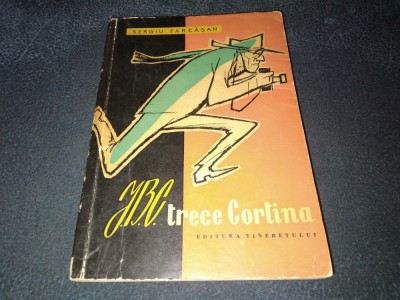 SERGIU FĂRCĂȘAN
J.B.C. trece Cortina
EDITURA TINERETULUI